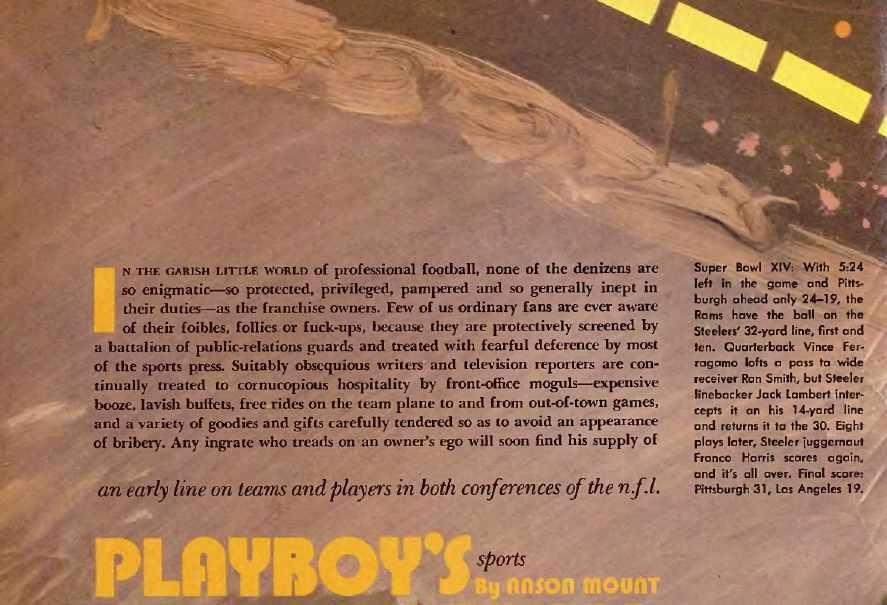 IN THE GARISH LITTLE WORLD of professional football, none of the denizens are
so enigmatic—so protected, privileged, pampered and so generally inept in
their duties—as the franchise owners. Few of us ordinary fans are ever aware
of their foibles, follies or fuck-ups, because they are protectively screened by
a battalion of public-relations guards and treated with fearful deference by most
of the sports press. Suitably obsequious writers and television reporters are con-
tinually treated to cornucopious hospitality by front-office moguls—expensive
booze, lavish buffets, free rides on the team plane to and from out-of-town games,
and a variety of goodies and gifts carefully tendered so as to avoid an appearance
of bribery. Any ingrate who treads on an owner's ego will soon find his supply of
Super Bowl XIV: With 5:24
left in the game and Pitts-
burgh ahead only 24–19, the
Rams have the ball on the
Steelers' 32-yard line, first and
ten. Quarterback Vince Fer-
ragamo lofts a pass to wide
receiver Ron Smith, but Steeler
linebacker Jack Lambert inter-
cepts it on his 14-yard line
and returns it to the 30. Eight
plays later, Steeler juggernaut
Franco Harris scores again,
and it's all over. Final score:
Pittsburgh 31, Los Angeles 19.
an early line on teams and players in both conferences of the n.f.l.
PLAYBOY'S
sports
By ANSON MOUNT